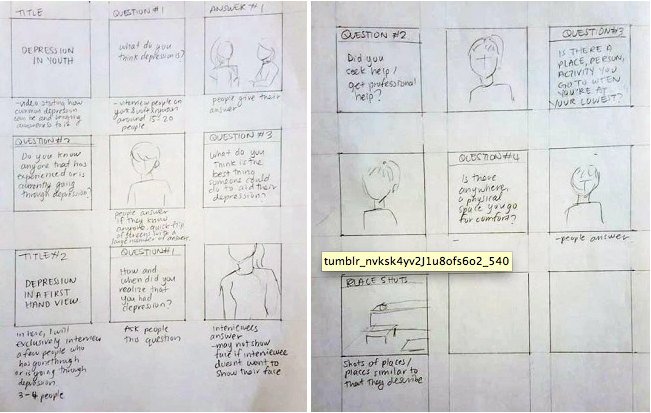 TITLE
DEPRESSION
IN YOUTH
-video stating how
common depression
can be and bringing
awareness to it
QUESTION #1
What do you
think depression is?
-interview people on
around 15-20
people
ANSWER #1
people give their
answer
QUESTION #2
Do you know
anyone that has
experienced or is
currently going
through depression?
people answer
if they know
anyone. quick flip
of screens with a
large number of answers
QUESTION #3
What do you
think is the
best thing
someone could
do to aid their
depression?
TITLE #2
DEPRESSION
IN A FIRST
HAND VIEW.
in here, I will
exclusively interview
a few people who
has gone through
or is going through
depression
3-4 people
QUESTION #1
How and
when did you
realize that
you had
depression?
Ask people
this question
Interviewees
answer
-may not show
face if interviewee
doesnt want to
show their face
QUESTION #2
Did you
seek help/
get professional
help?
QUESTION #3
IS THERE A
PLACE, PERSON,
ACTIVITY YOU
GO TO WHEN
YOU'RE AT
YOUR LOWEST?
QUESTION #4
Is there
anywhere
a physical
space you go
for comfort?
-people answer
tumblr_nvksk4yv2J1u8ofs6o2_540
PLACE SHOTS
Shots of places/
places similar to
that they describe